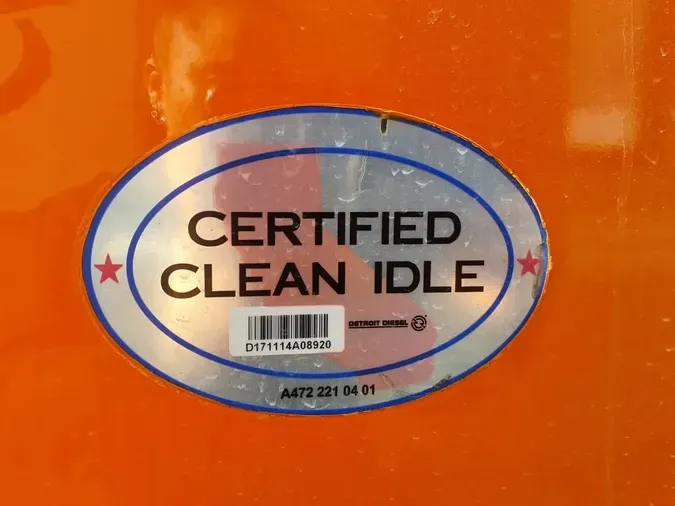 CERTIFIED
CLEAN IDLE
DETROIT DIESEL
D171114A08920
A472 221 04 01